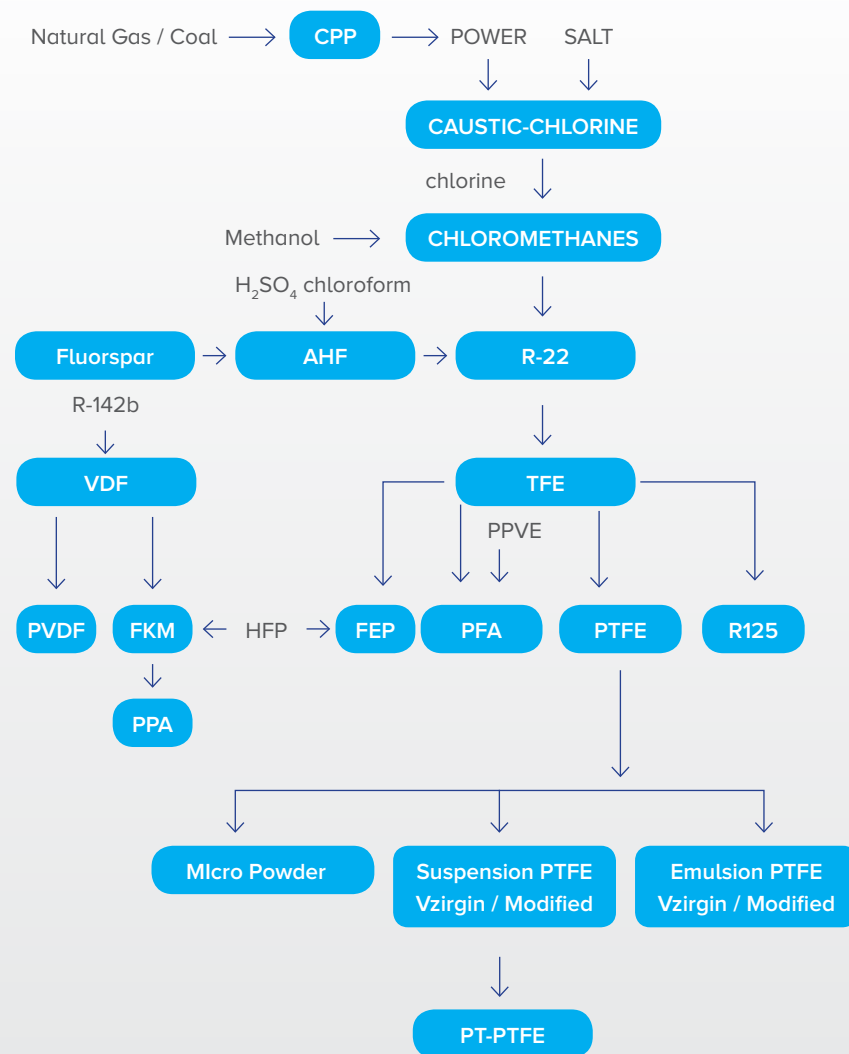 Natural Gas / Coal
CPP
POWER
SALT
CAUSTIC-CHLORINE
chlorine
Methanol
CHLOROMETHANES
H₂SO₄ chloroform
Fluorspar
AHF
R-22
R-142b
VDF
TFE
PPVE
PVDF
FKM
HFP
FEP
PFA
PTFE
R125
PPA
MIcro Powder
Suspension PTFE
Vzirgin / Modified
Emulsion PTFE
Vzirgin / Modified
PT-PTFE